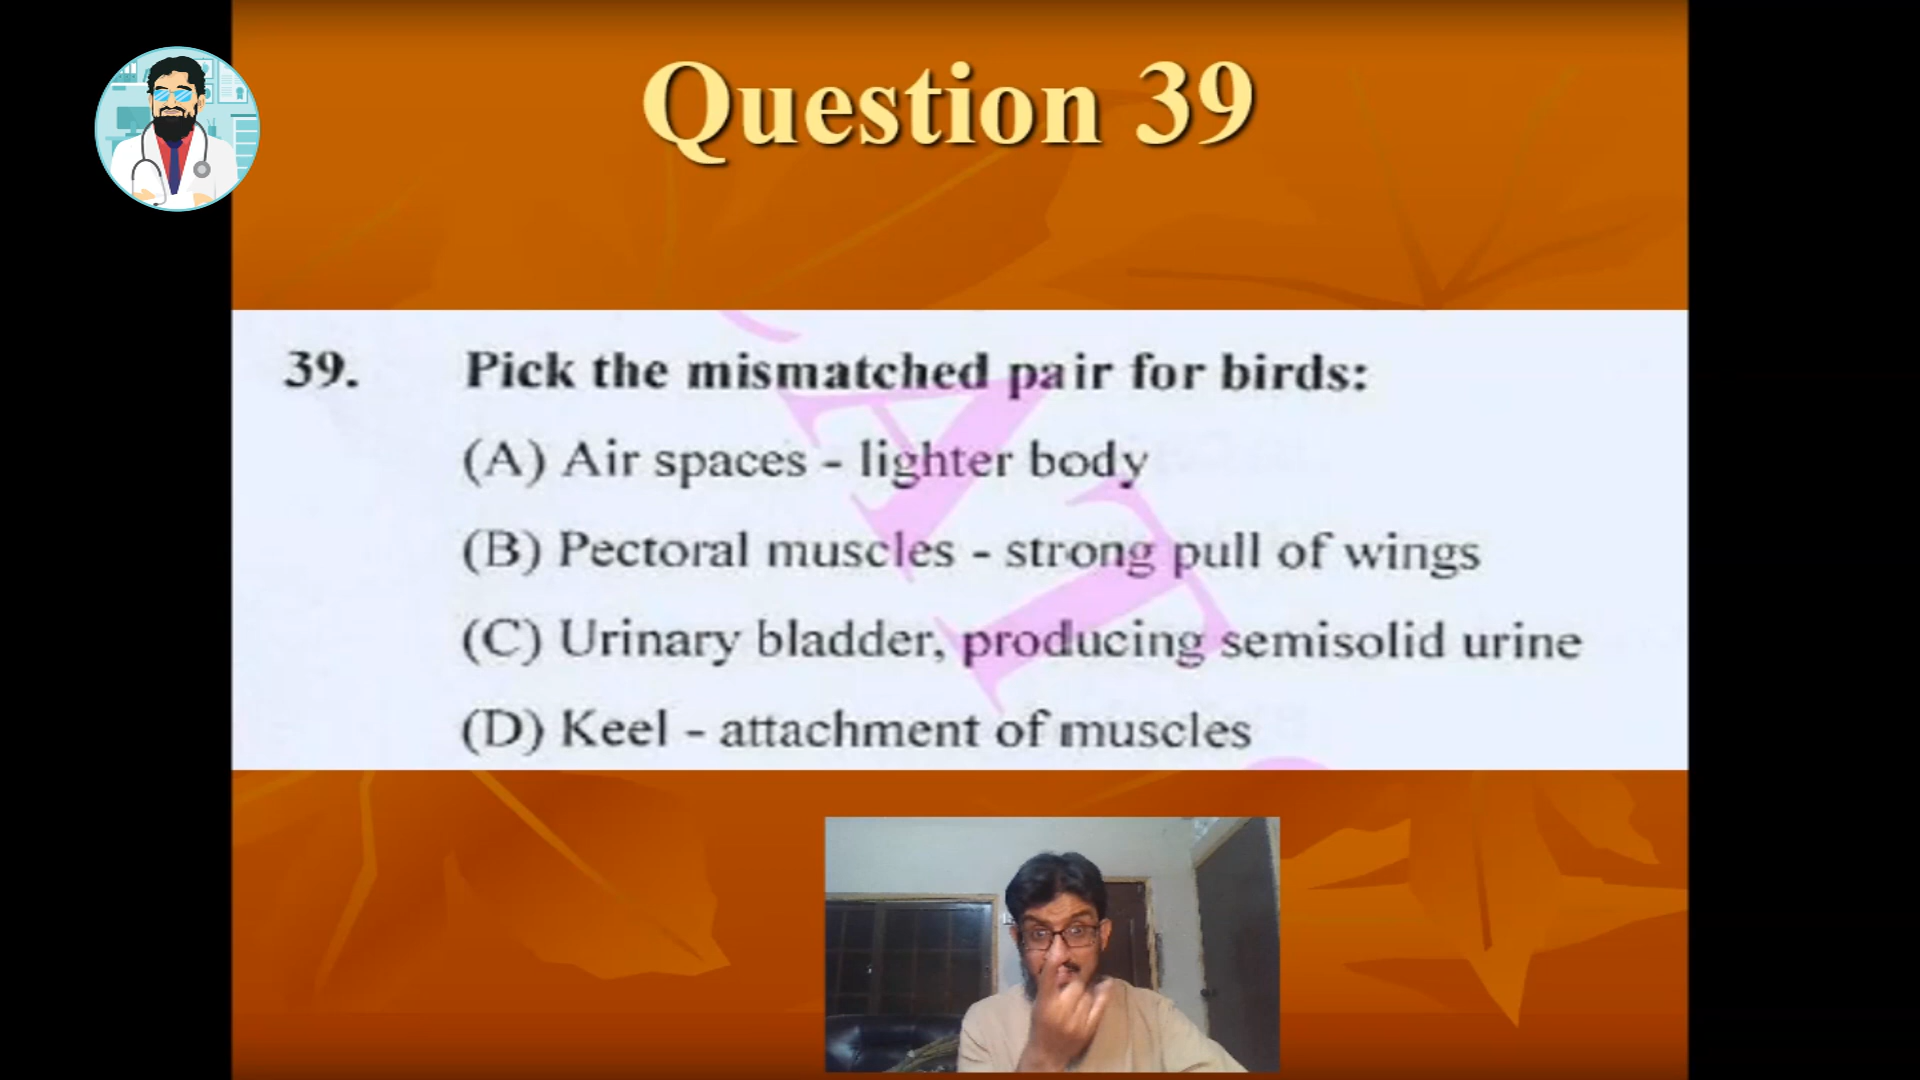 Question 39
39. Pick the mismatched pair for birds:
(A) Air spaces - lighter body
(B) Pectoral muscles - strong pull of wings
(C) Urinary bladder, producing semisolid urine
(D) Keel - attachment of muscles